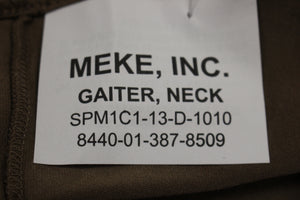 MEKE, INC.
GAITER, NECK
SPM1C1-13-D-1010
8440-01-387-8509